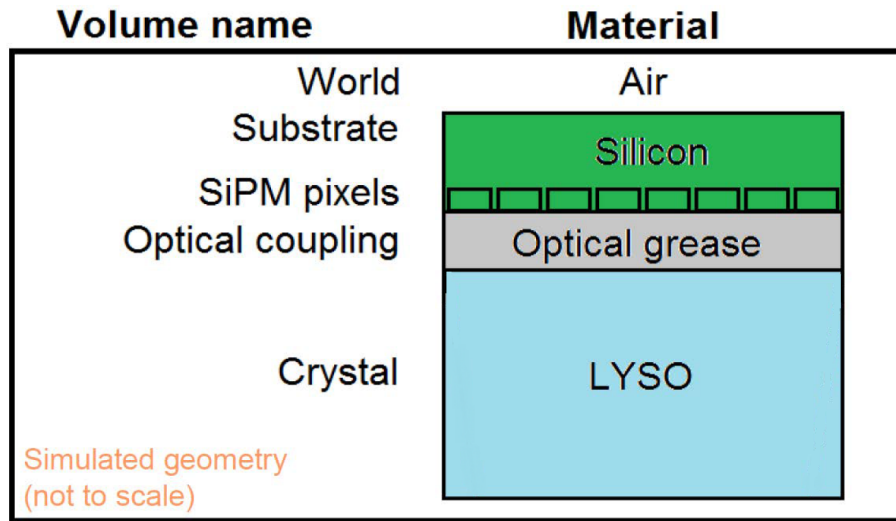 Volume name Material
World Air
Substrate
Silicon
SiPM pixels
Optical coupling Optical grease
Crystal LYSO
Simulated geometry
(not to scale)